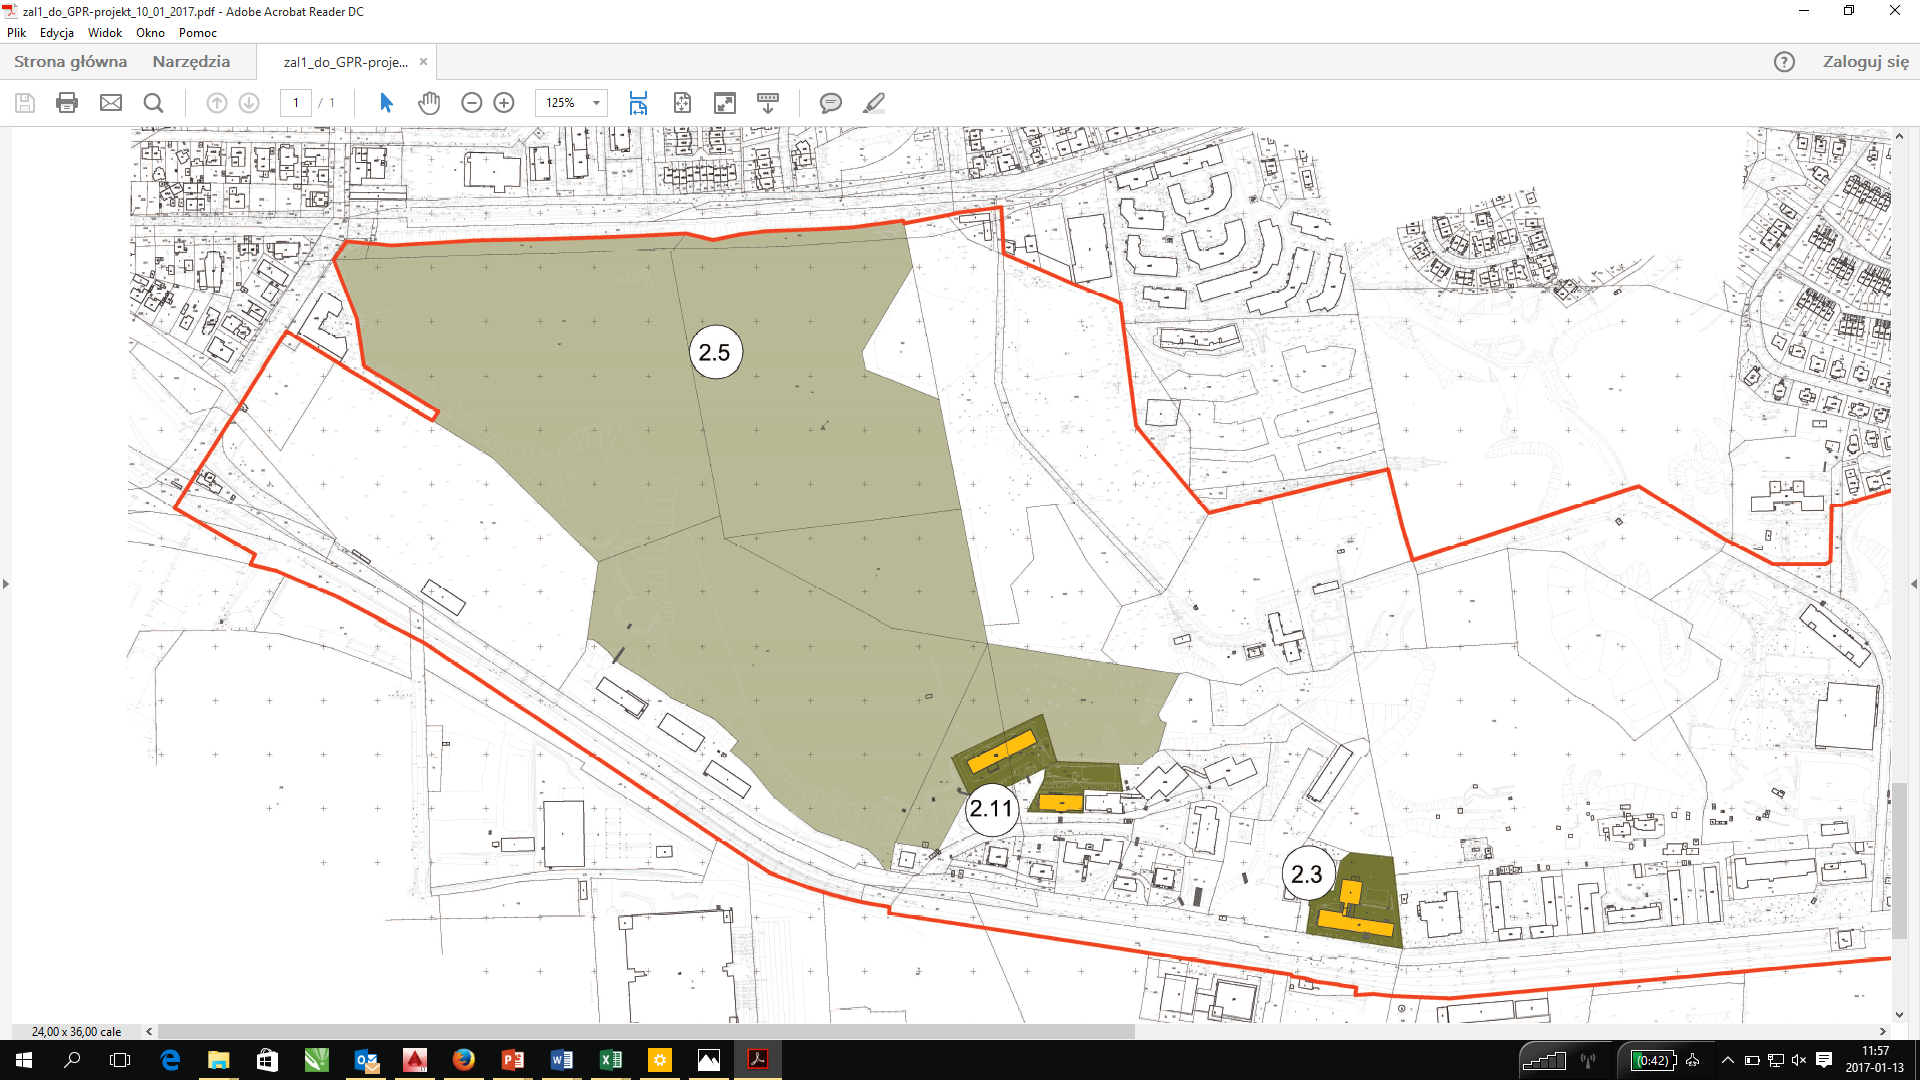 zal1_do_GPR-projekt_10_01_2017.pdf - Adobe Acrobat Reader DC
Plik Edycja Widok Okno Pomoc
Strona główna Narzędzia zal1_do_GPR-proje... × ? Zaloguj się
1 / 1 125%
2.5
2.11
2.3
24,00 x 36,00 cale
(0:42)
11:57
2017-01-13